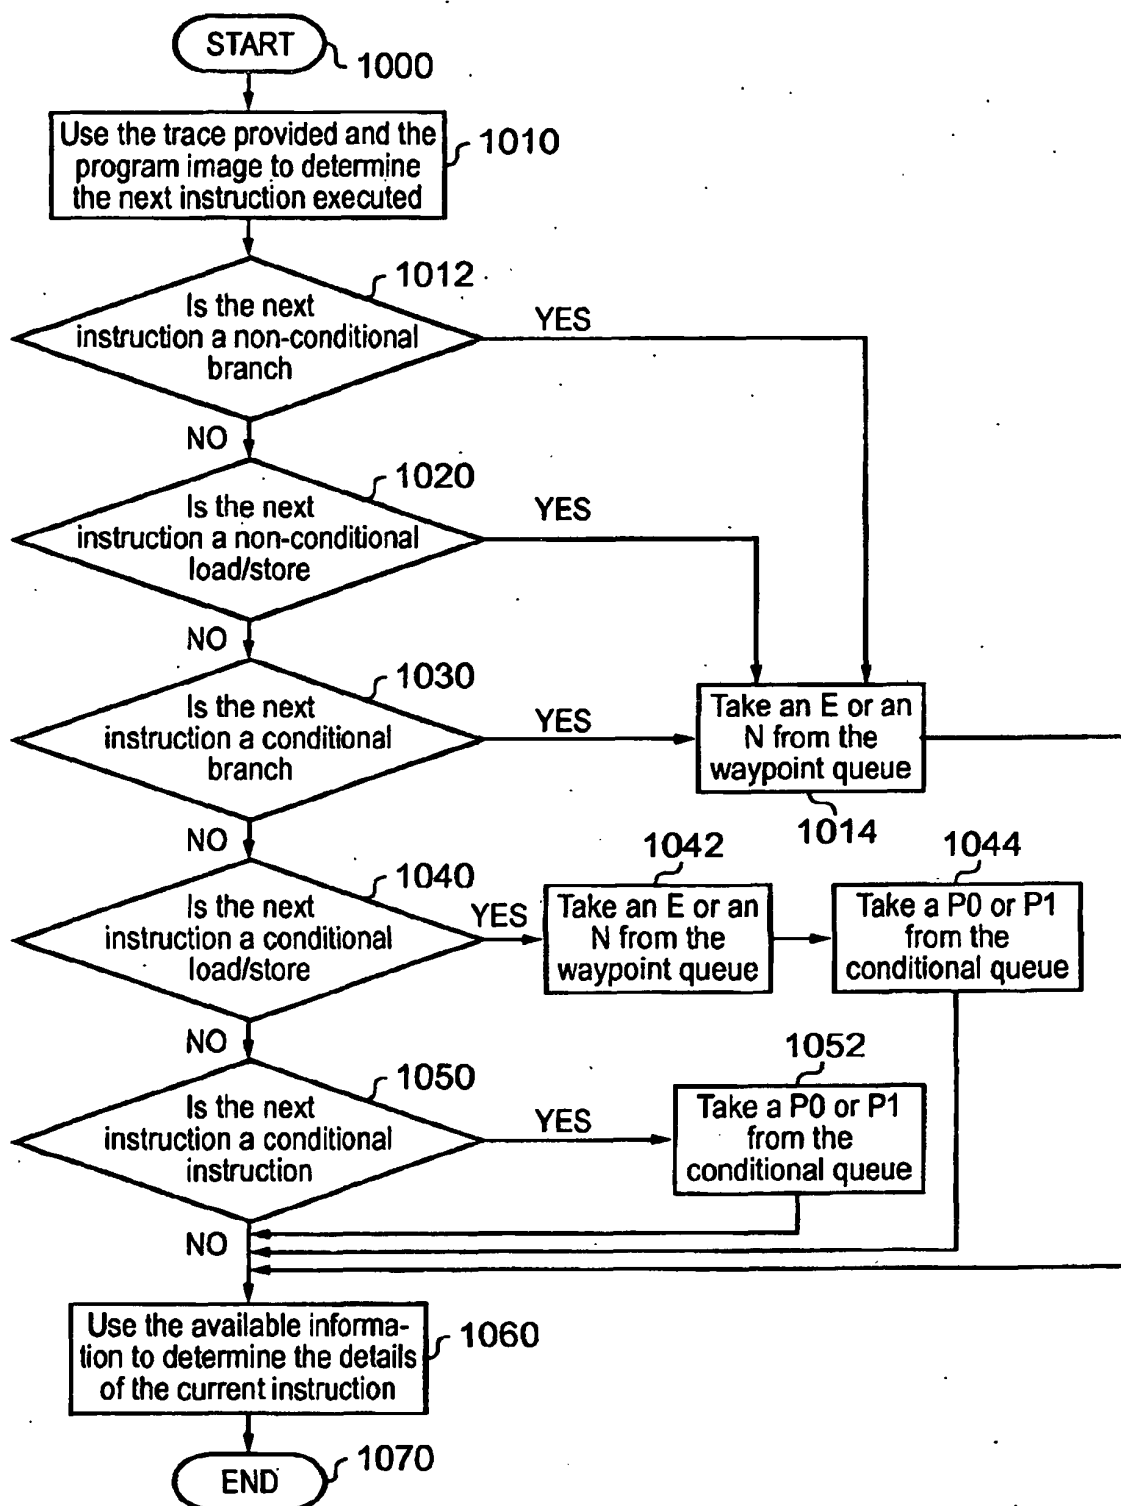 START
1000
Use the trace provided and the
program image to determine
the next instruction executed
1010
1012
Is the next
instruction a non-conditional
branch
YES
NO
1020
Is the next
instruction a non-conditional
load/store
YES
NO
1030
Is the next
instruction a conditional
branch
YES
Take an E or an
N from the
waypoint queue
1014
NO
1040
Is the next
instruction a conditional
load/store
YES
1042
Take an E or an
N from the
waypoint queue
1044
Take a P0 or P1
from the
conditional queue
NO
1050
Is the next
instruction a conditional
instruction
YES
1052
Take a P0 or P1
from the
conditional queue
NO
Use the available informa-
tion to determine the details
of the current instruction
1060
END
1070